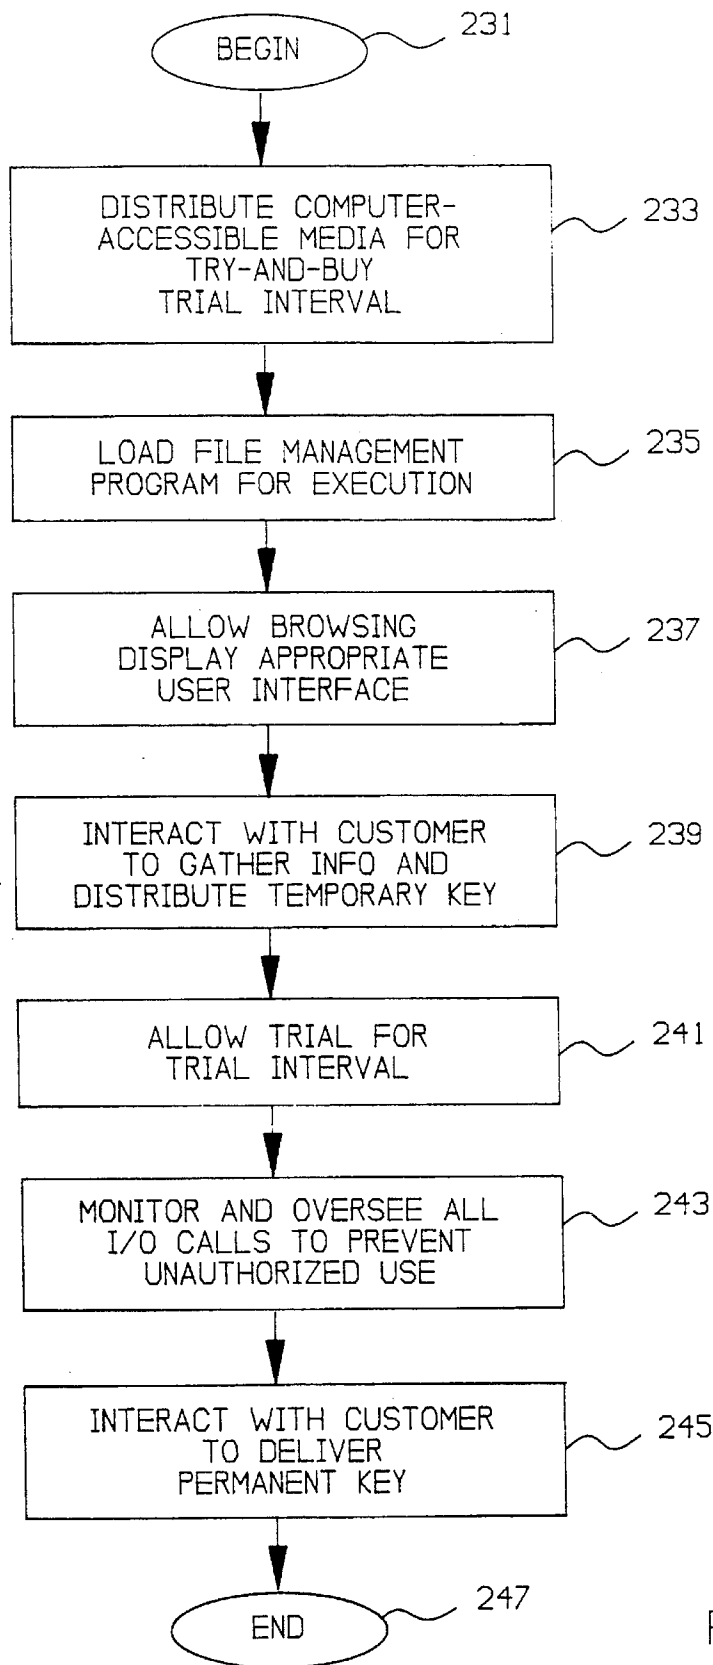 BEGIN
231
DISTRIBUTE COMPUTER-
ACCESSIBLE MEDIA FOR
TRY-AND-BUY
TRIAL INTERVAL
233
LOAD FILE MANAGEMENT
PROGRAM FOR EXECUTION
235
ALLOW BROWSING
DISPLAY APPROPRIATE
USER INTERFACE
237
INTERACT WITH CUSTOMER
TO GATHER INFO AND
DISTRIBUTE TEMPORARY KEY
239
ALLOW TRIAL FOR
TRIAL INTERVAL
241
MONITOR AND OVERSEE ALL
I/O CALLS TO PREVENT
UNAUTHORIZED USE
243
INTERACT WITH CUSTOMER
TO DELIVER
PERMANENT KEY
245
END
247